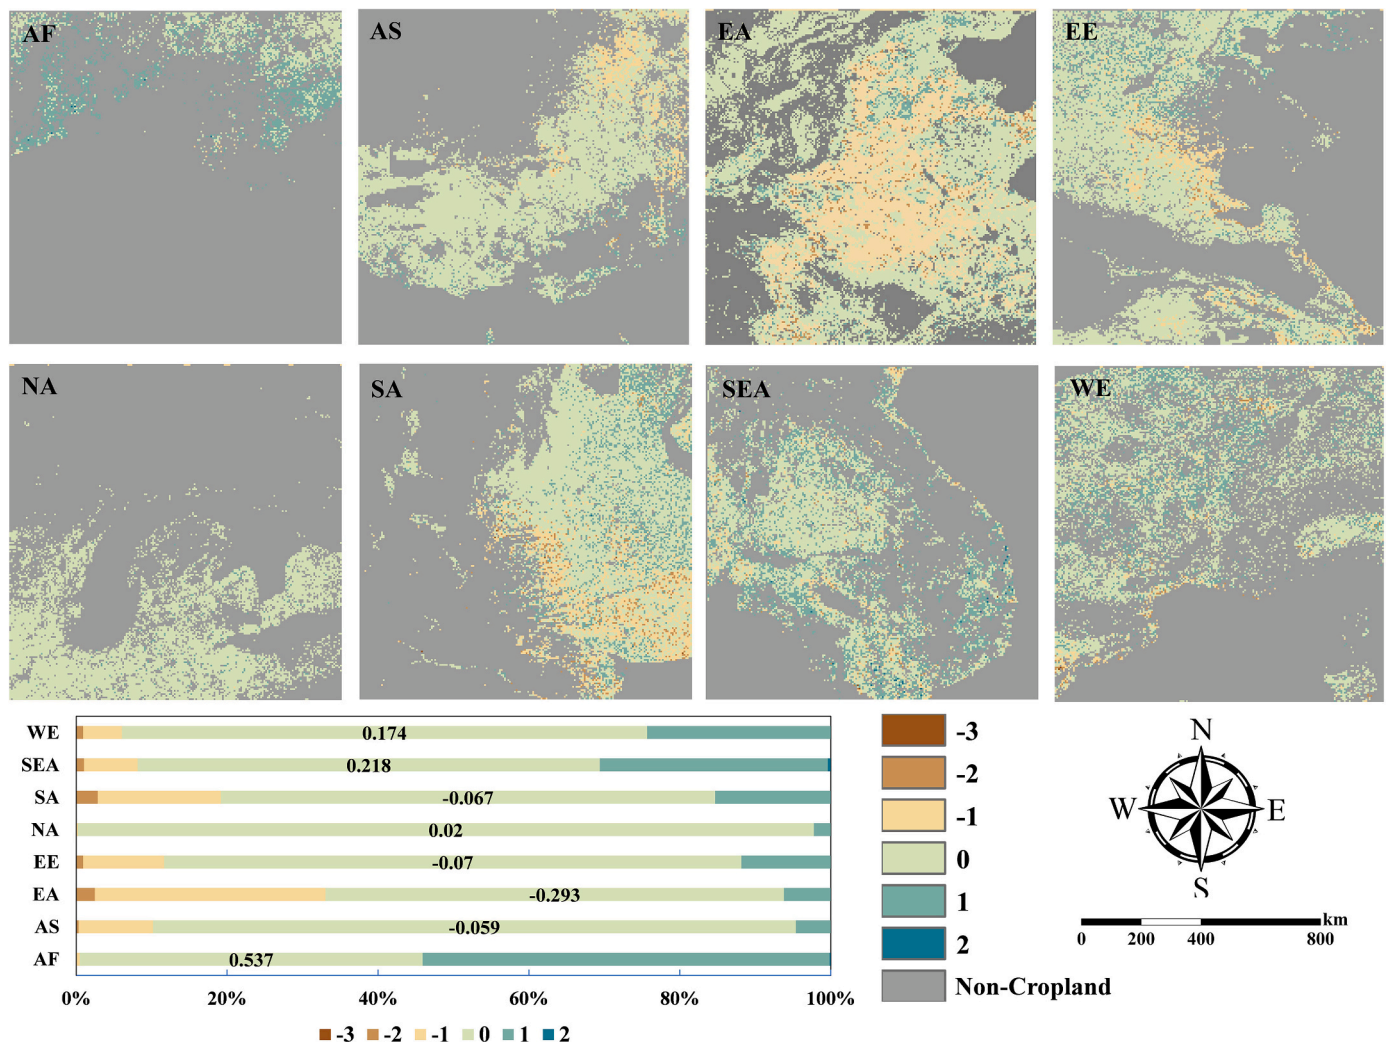 AF
AS
EA
EE
NA
SA
SEA
WE
WE 0.174
SEA 0.218
SA -0.067
NA 0.02
EE -0.07
EA -0.293
AS -0.059
AF 0.537
0% 20% 40% 60% 80% 100%
-3 -2 -1 0 1 2
-3
-2
-1
0
1
2
Non-Cropland
N
W E
S
km
0 200 400 800